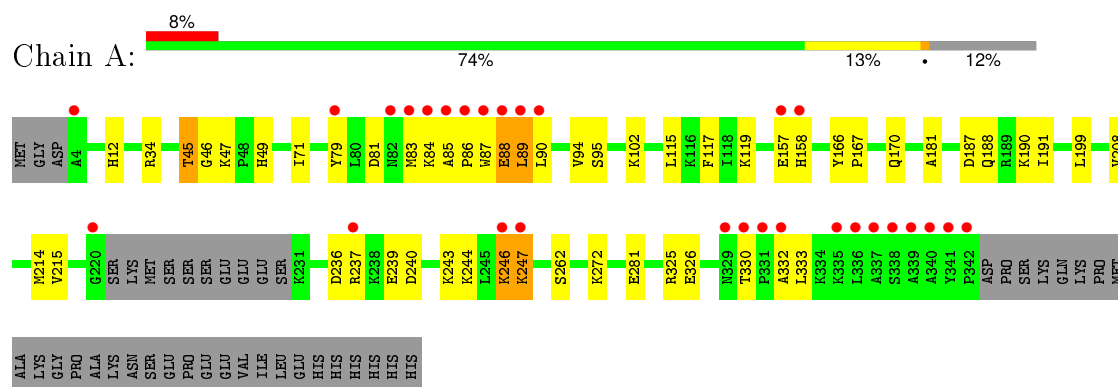 8%
Chain A:
74% 13% • 12%
MET GLY ASP A4 H12 R34 T45 G46 K47 P48 H49 I71 Y79 L80 D81 N82 M83 K84 A85 P86 W87 E88 L89 L90 V94 S95 K102 L115 K116 F117 I118 K119 E157 H158 Y166 P167 Q170 A181 D187 Q188 R189 K190 I191 L199 V208
M214 V215 G220 SER LYS MET SER SER SER GLU GLU GLU SER K231 D236 R237 K238 E239 D240 K243 K244 L245 K246 K247 S262 K272 E281 R325 E326 N329 T330 P331 A332 L333 K334 K335 L336 A337 S338 A339 A340 Y341 P342 ASP PRO SER LYS GLN LYS PRO MET
ALA LYS GLY PRO ALA LYS ASN SER GLU PRO GLU GLU VAL ILE LEU GLU HIS HIS HIS HIS HIS HIS